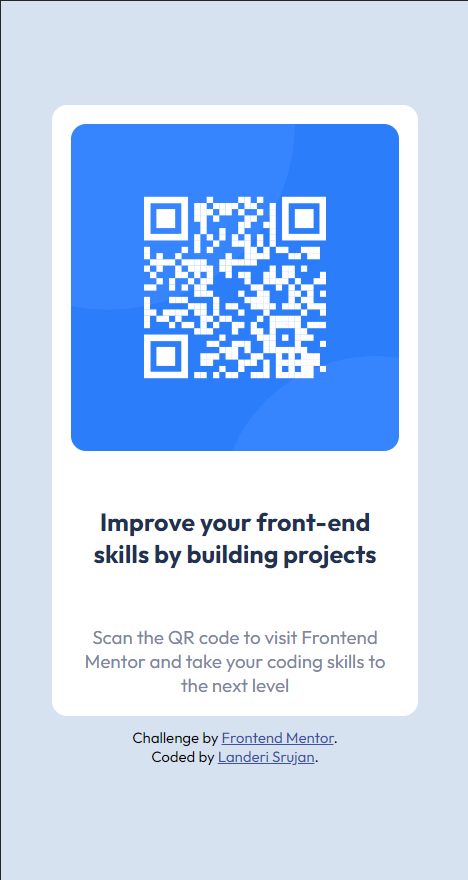 Improve your front-end
skills by building projects
Scan the QR code to visit Frontend
Mentor and take your coding skills to
the next level
Challenge by Frontend Mentor.
Coded by Landeri Srujan.